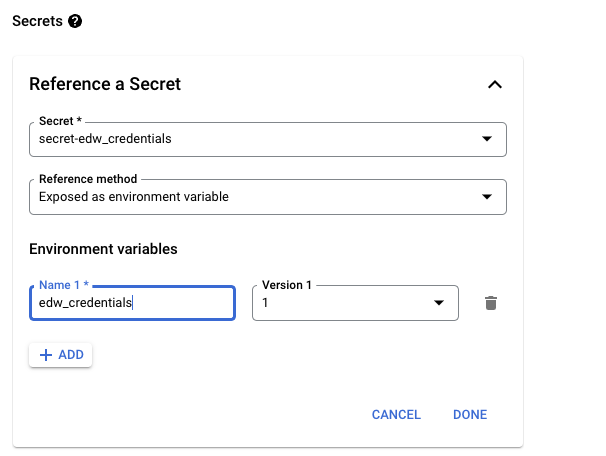 Secrets ?
Reference a Secret
Secret *
secret-edw_credentials
Reference method
Exposed as environment variable
Environment variables
Name 1 * Version 1
edw_credentials 1
+ ADD
CANCEL DONE